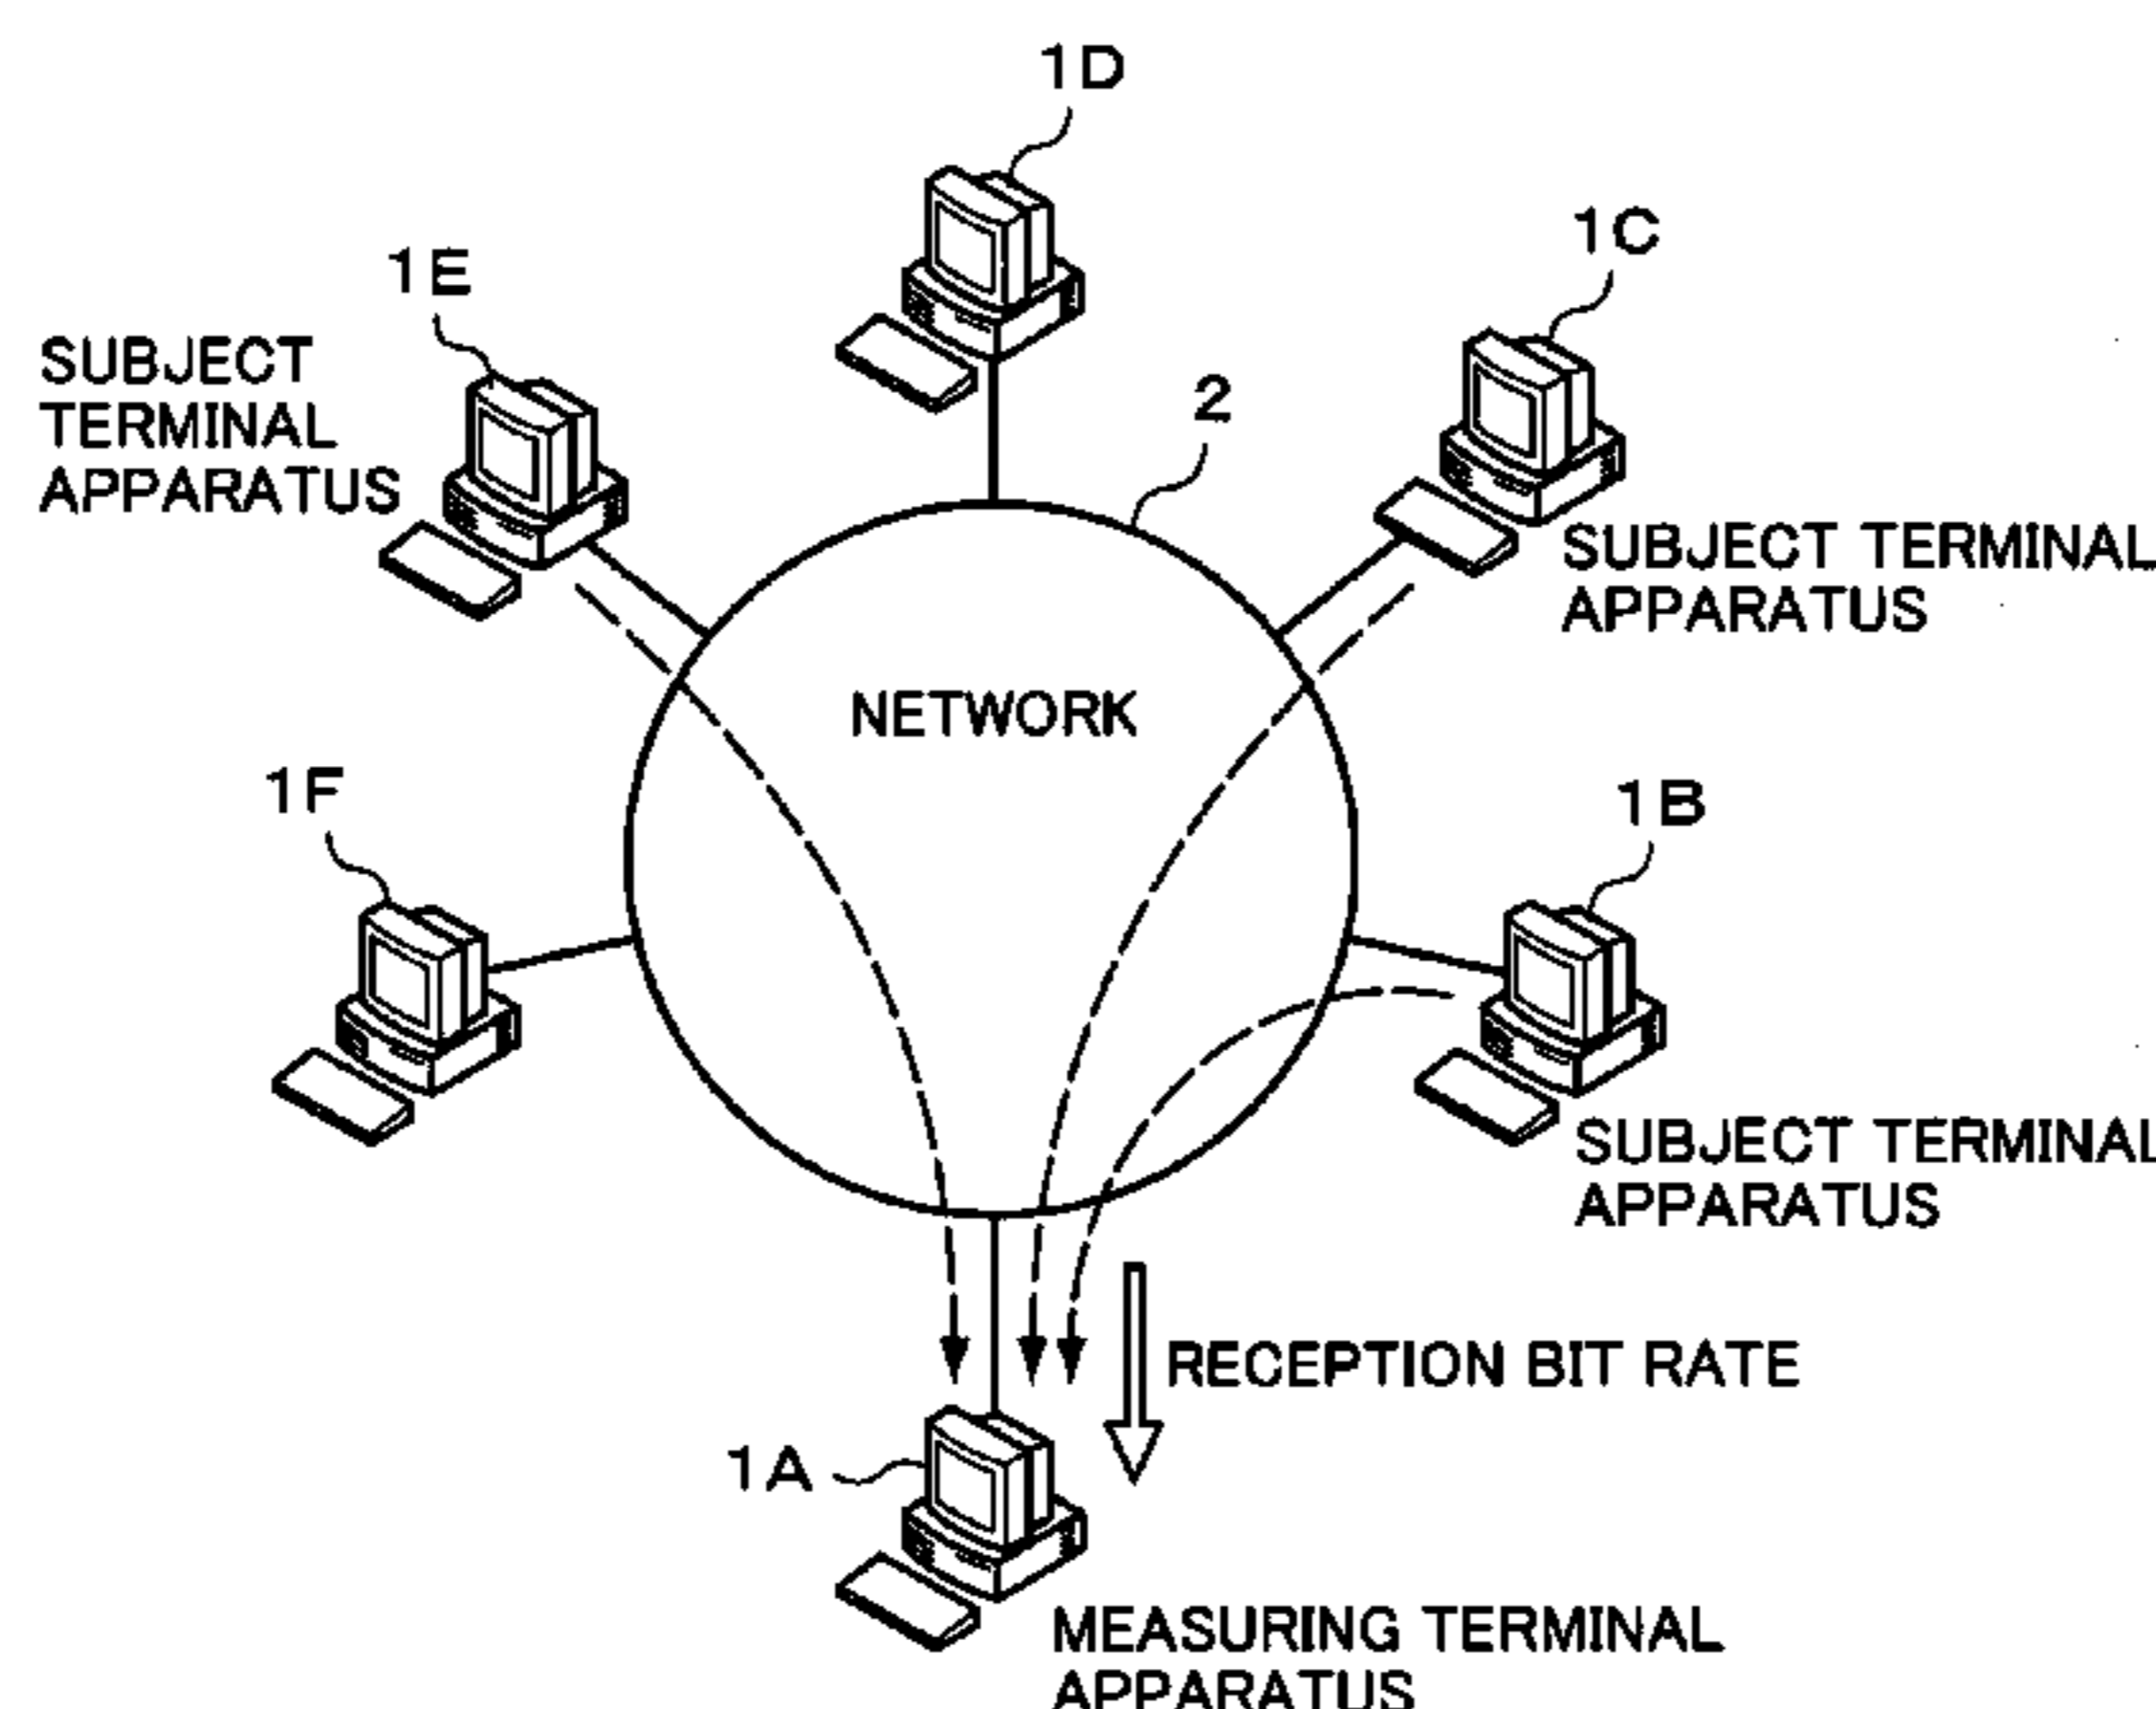 1D
1C
1E
SUBJECT
TERMINAL
APPARATUS
2
SUBJECT TERMINAL
APPARATUS
NETWORK
1F
1B
SUBJECT TERMINAL
APPARATUS
RECEPTION BIT RATE
1A
MEASURING TERMINAL
APPARATUS